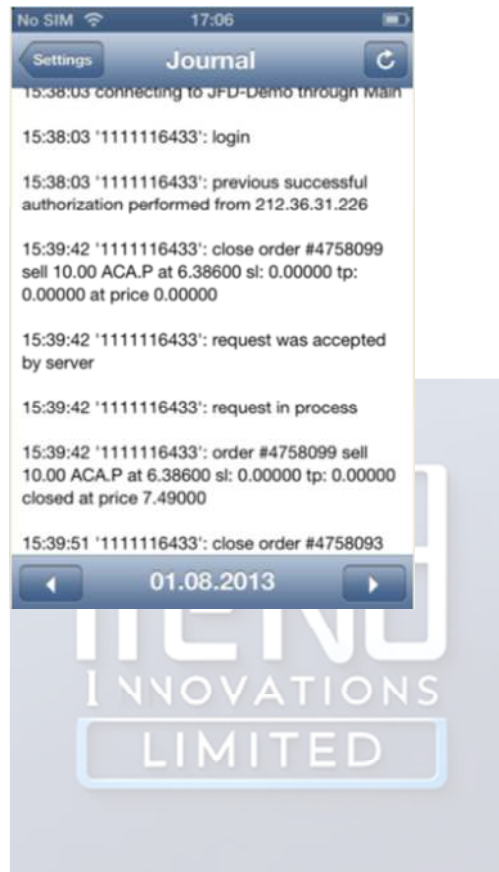 No SIM 17:06
Settings Journal
15:38:03 connecting to JFD-Demo through Main
15:38:03 '1111116433': login
15:38:03 '1111116433': previous successful
authorization performed from 212.36.31.226
15:39:42 '1111116433': close order #4758099
sell 10.00 ACA.P at 6.38600 sl: 0.00000 tp:
0.00000 at price 0.00000
15:39:42 '1111116433': request was accepted
by server
15:39:42 '1111116433': request in process
15:39:42 '1111116433': order #4758099 sell
10.00 ACA.P at 6.38600 sl: 0.00000 tp: 0.00000
closed at price 7.49000
15:39:51 '1111116433': close order #4758093
01.08.2013
INNOVATIONS
LIMITED